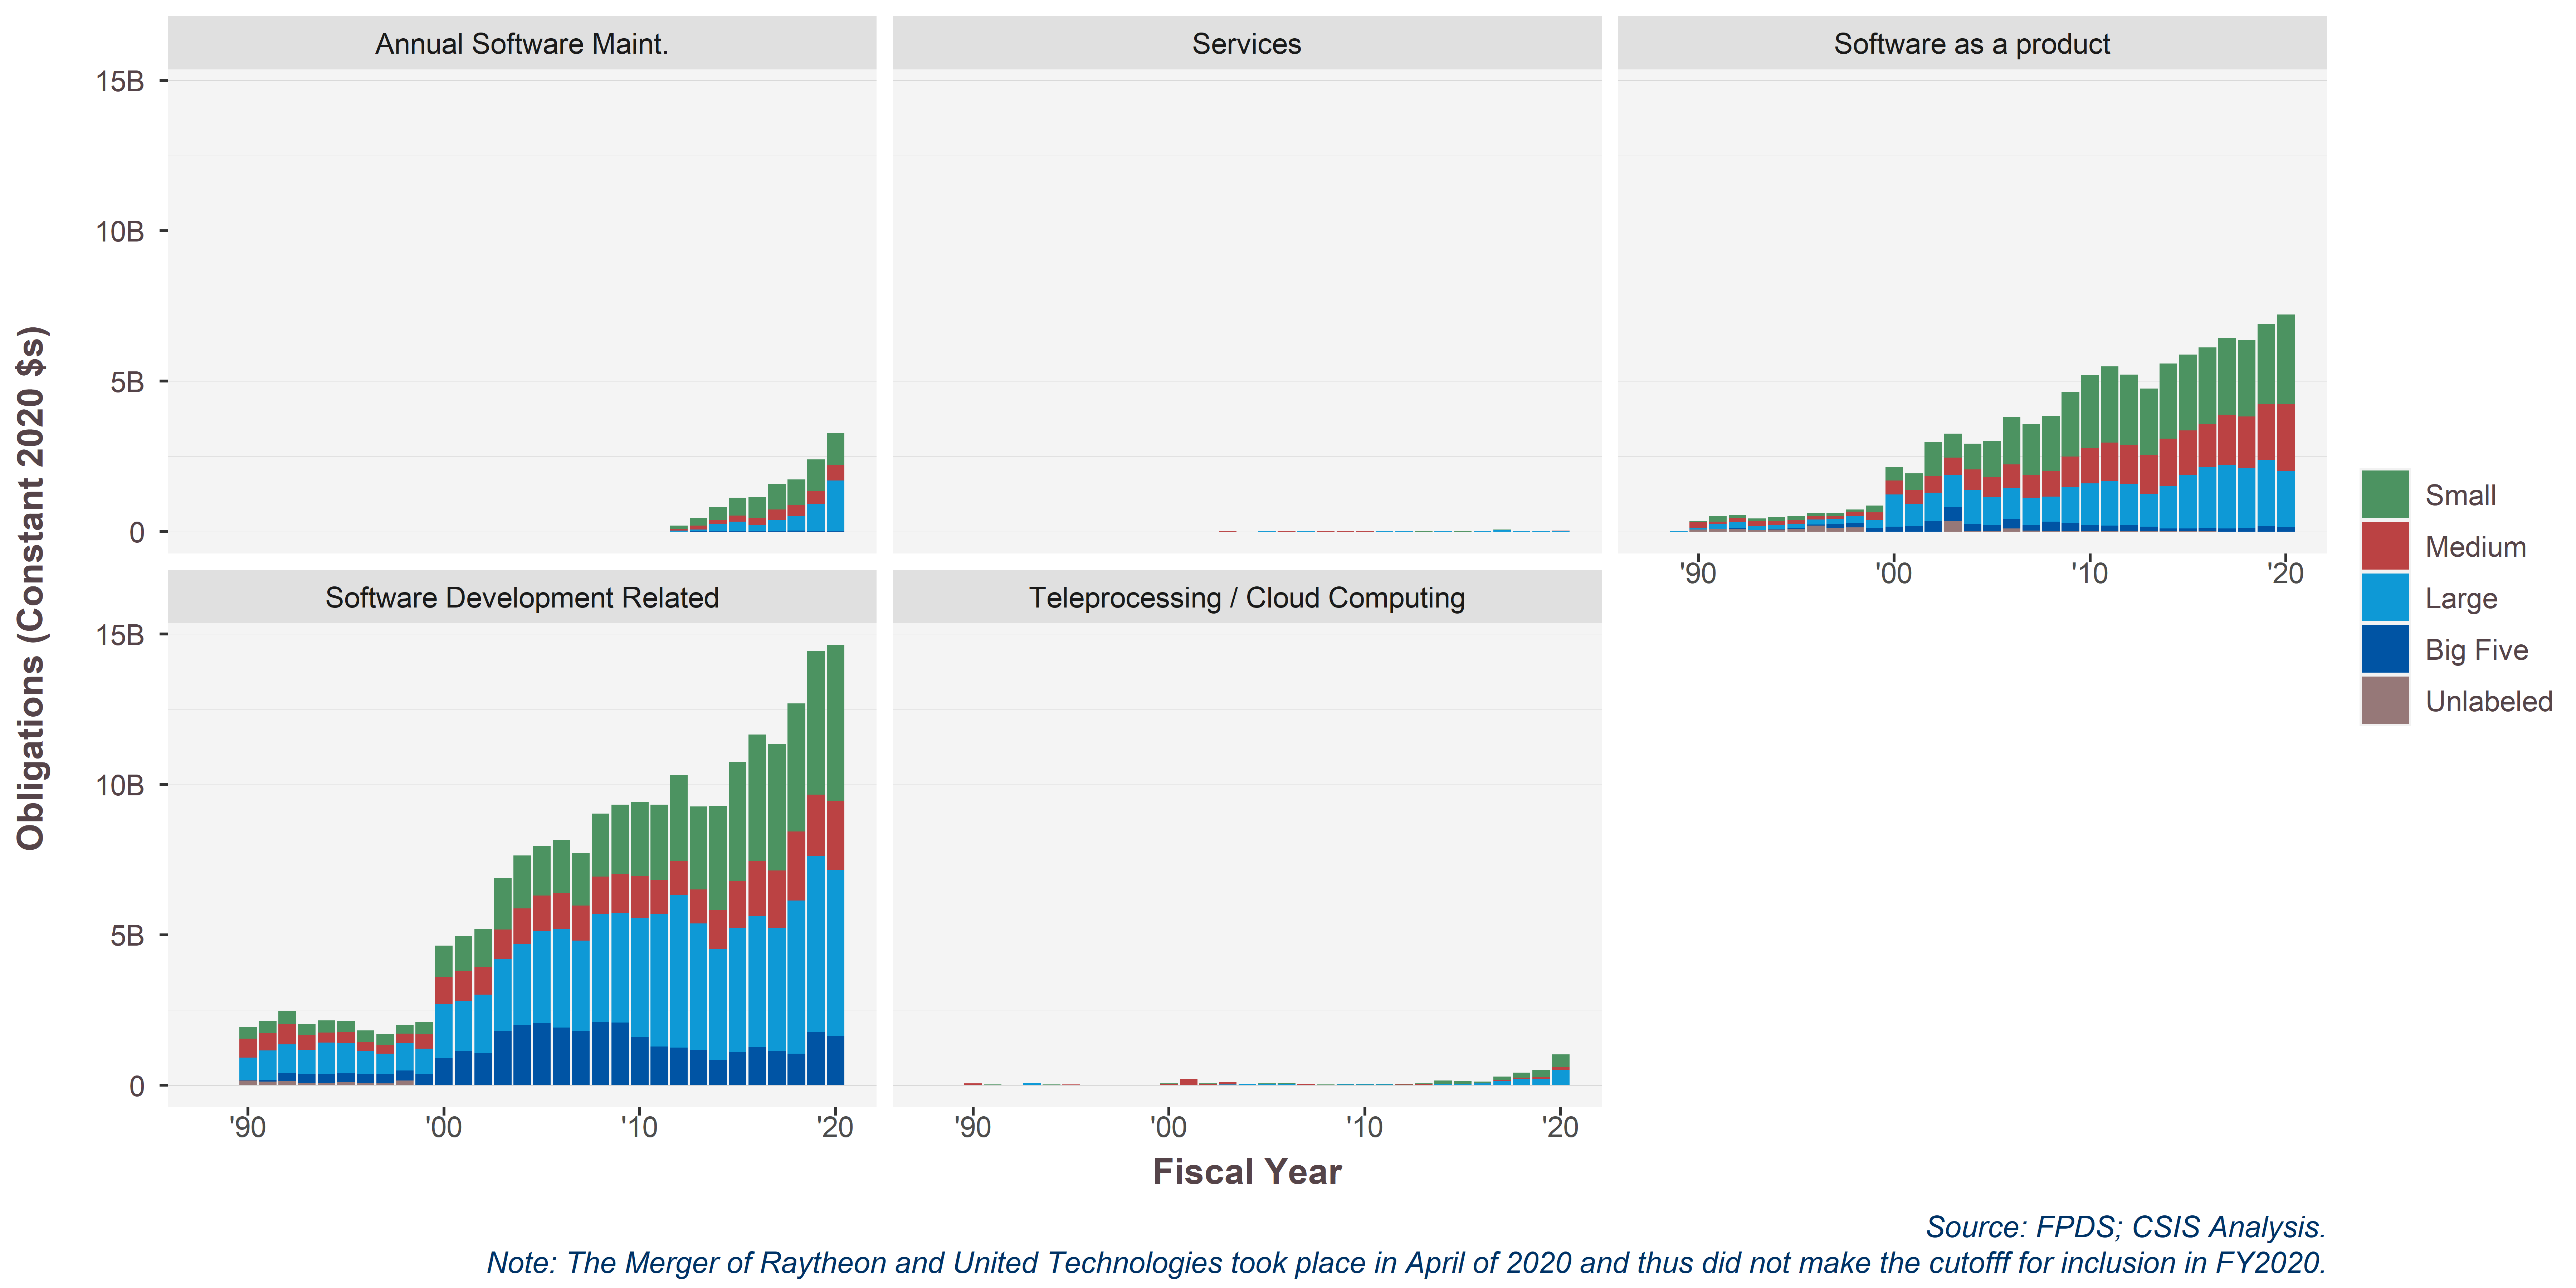 Annual Software Maint.
Services
Software as a product
15B
10B
5B
0
'90
'00
'10
'20
Software Development Related
Teleprocessing / Cloud Computing
15B
10B
5B
0
'90
'00
'10
'20
'90
'00
'10
'20
Obligations (Constant 2020 $s)
Fiscal Year
Small
Medium
Large
Big Five
Unlabeled
Source: FPDS; CSIS Analysis.
Note: The Merger of Raytheon and United Technologies took place in April of 2020 and thus did not make the cutofff for inclusion in FY2020.